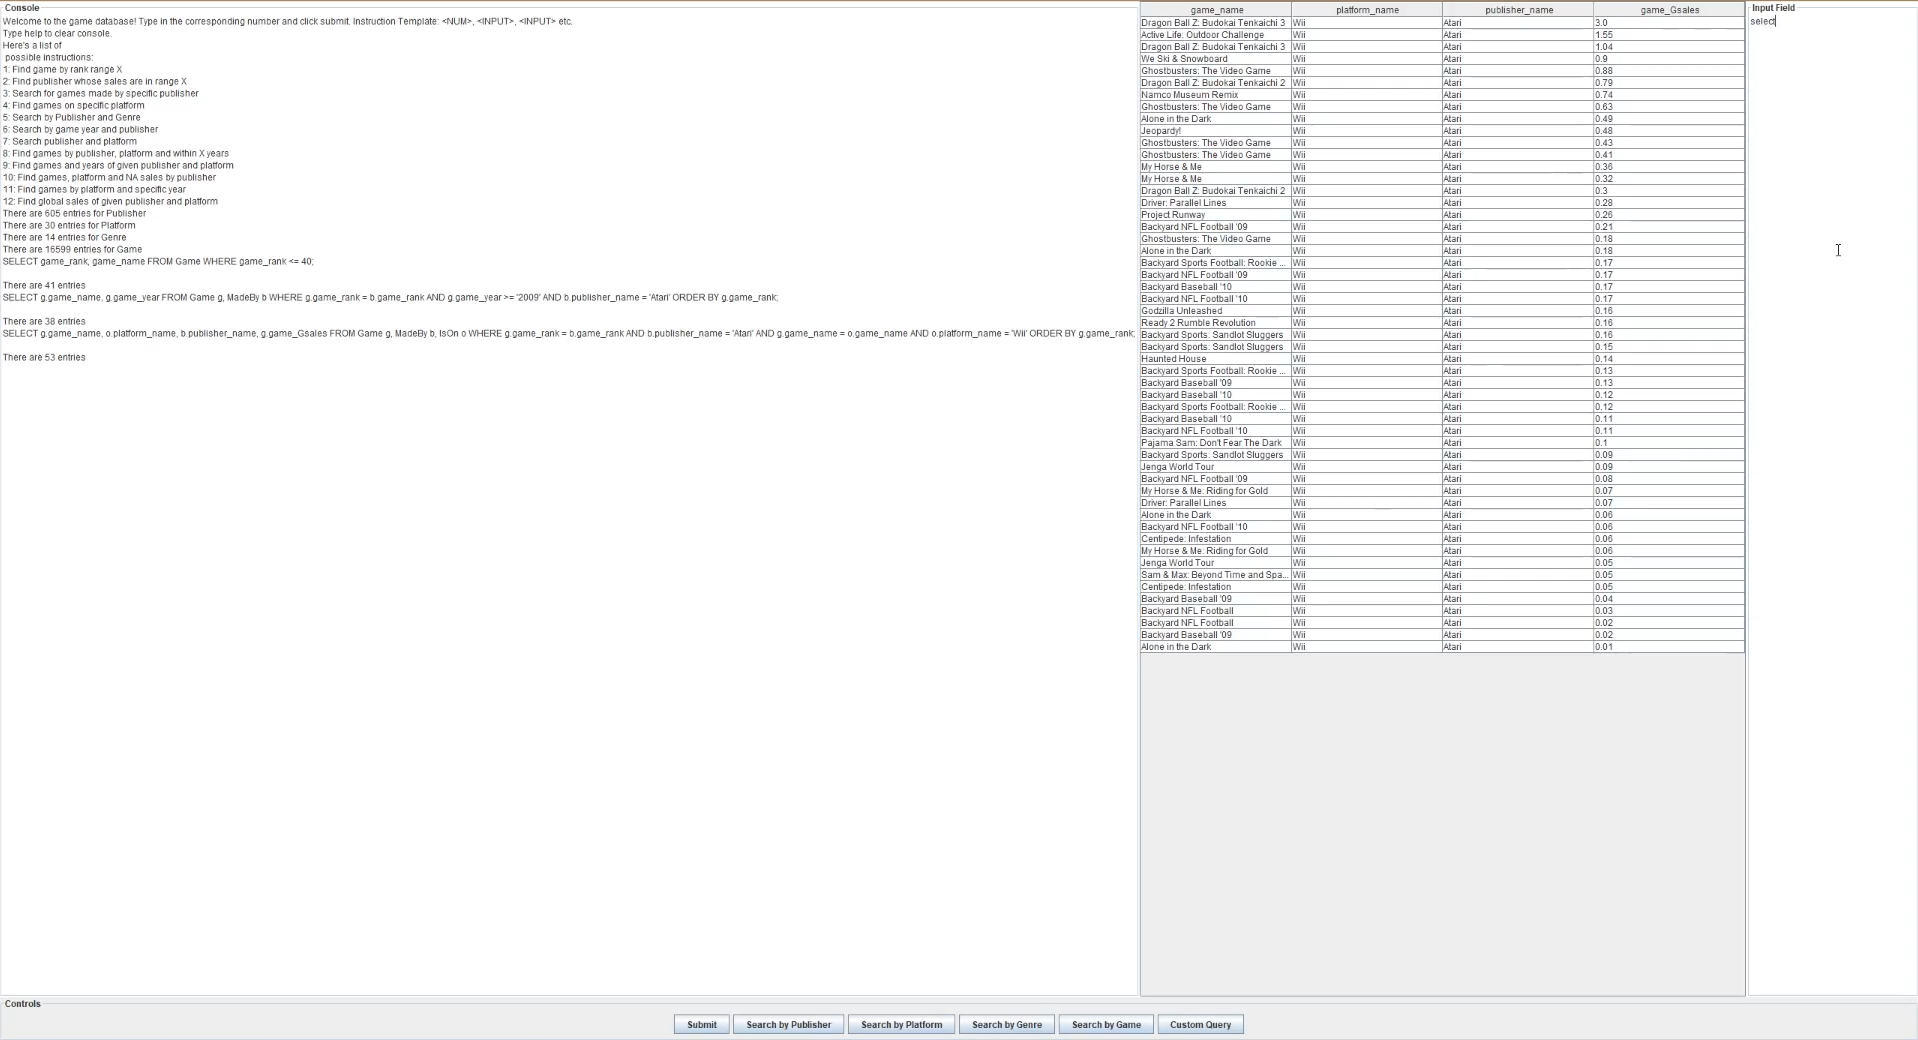 Console
Welcome to the game database! Type in the corresponding number and click submit. Instruction Template: <NUM>, <INPUT>, <INPUT> etc.
Type help to clear console.
Here's a list of
possible instructions:
1: Find game by rank range X
2: Find publisher whose sales are in range X
3: Search for games made by specific publisher
4: Find games on specific platform
5: Search by Publisher and Genre
6: Search by game year and publisher
7: Search publisher and platform
8: Find games by publisher, platform and within X years
9: Find games and years of given publisher and platform
10: Find games, platform and NA sales by publisher
11: Find games by platform and specific year
12: Find global sales of given publisher and platform
There are 605 entries for Publisher
There are 30 entries for Platform
There are 14 entries for Genre
There are 16599 entries for Game
SELECT game_rank, game_name FROM Game WHERE game_rank <= 40;
There are 41 entries
SELECT g.game_name, g.game_year FROM Game g, MadeBy b WHERE g.game_rank = b.game_rank AND g.game_year >= '2009' AND b.publisher_name = 'Atari' ORDER BY g.game_rank;
There are 38 entries
SELECT g.game_name, o.platform_name, b.publisher_name, g.game_Gsales FROM Game g, MadeBy b, IsOn o WHERE g.game_rank = b.game_rank AND b.publisher_name = 'Atari' AND g.game_name = o.game_name AND o.platform_name = 'Wii' ORDER BY g.game_rank;
There are 53 entries
game_name platform_name publisher_name game_Gsales
Dragon Ball Z: Budokai Tenkaichi 3 Wii Atari 3.0
Active Life: Outdoor Challenge Wii Atari 1.55
Dragon Ball Z: Budokai Tenkaichi 3 Wii Atari 1.04
We Ski & Snowboard Wii Atari 0.9
Ghostbusters: The Video Game Wii Atari 0.88
Dragon Ball Z: Budokai Tenkaichi 2 Wii Atari 0.79
Namco Museum Remix Wii Atari 0.74
Ghostbusters: The Video Game Wii Atari 0.63
Alone in the Dark Wii Atari 0.49
Jeopardy! Wii Atari 0.48
Ghostbusters: The Video Game Wii Atari 0.43
Ghostbusters: The Video Game Wii Atari 0.41
My Horse & Me Wii Atari 0.36
My Horse & Me Wii Atari 0.32
Dragon Ball Z: Budokai Tenkaichi 2 Wii Atari 0.3
Driver: Parallel Lines Wii Atari 0.28
Project Runway Wii Atari 0.26
Backyard NFL Football '09 Wii Atari 0.21
Ghostbusters: The Video Game Wii Atari 0.18
Alone in the Dark Wii Atari 0.18
Backyard Sports Football: Rookie ... Wii Atari 0.17
Backyard NFL Football '09 Wii Atari 0.17
Backyard Baseball '10 Wii Atari 0.17
Backyard NFL Football '10 Wii Atari 0.17
Godzilla Unleashed Wii Atari 0.16
Ready 2 Rumble Revolution Wii Atari 0.16
Backyard Sports: Sandlot Sluggers Wii Atari 0.16
Backyard Sports: Sandlot Sluggers Wii Atari 0.15
Haunted House Wii Atari 0.14
Backyard Sports Football: Rookie ... Wii Atari 0.13
Backyard Baseball '09 Wii Atari 0.13
Backyard Baseball '10 Wii Atari 0.12
Backyard Sports Football: Rookie ... Wii Atari 0.12
Backyard Baseball '10 Wii Atari 0.11
Backyard NFL Football '10 Wii Atari 0.11
Pajama Sam: Don't Fear The Dark Wii Atari 0.1
Backyard Sports: Sandlot Sluggers Wii Atari 0.09
Jenga World Tour Wii Atari 0.09
Backyard NFL Football '09 Wii Atari 0.08
My Horse & Me: Riding for Gold Wii Atari 0.07
Driver: Parallel Lines Wii Atari 0.07
Alone in the Dark Wii Atari 0.06
Backyard NFL Football '10 Wii Atari 0.06
Centipede: Infestation Wii Atari 0.06
My Horse & Me: Riding for Gold Wii Atari 0.06
Jenga World Tour Wii Atari 0.05
Sam & Max: Beyond Time and Spa... Wii Atari 0.05
Centipede: Infestation Wii Atari 0.05
Backyard Baseball '09 Wii Atari 0.04
Backyard NFL Football Wii Atari 0.03
Backyard NFL Football Wii Atari 0.02
Backyard Baseball '09 Wii Atari 0.02
Alone in the Dark Wii Atari 0.01
Input Field
select
Controls
Submit Search by Publisher Search by Platform Search by Genre Search by Game Custom Query